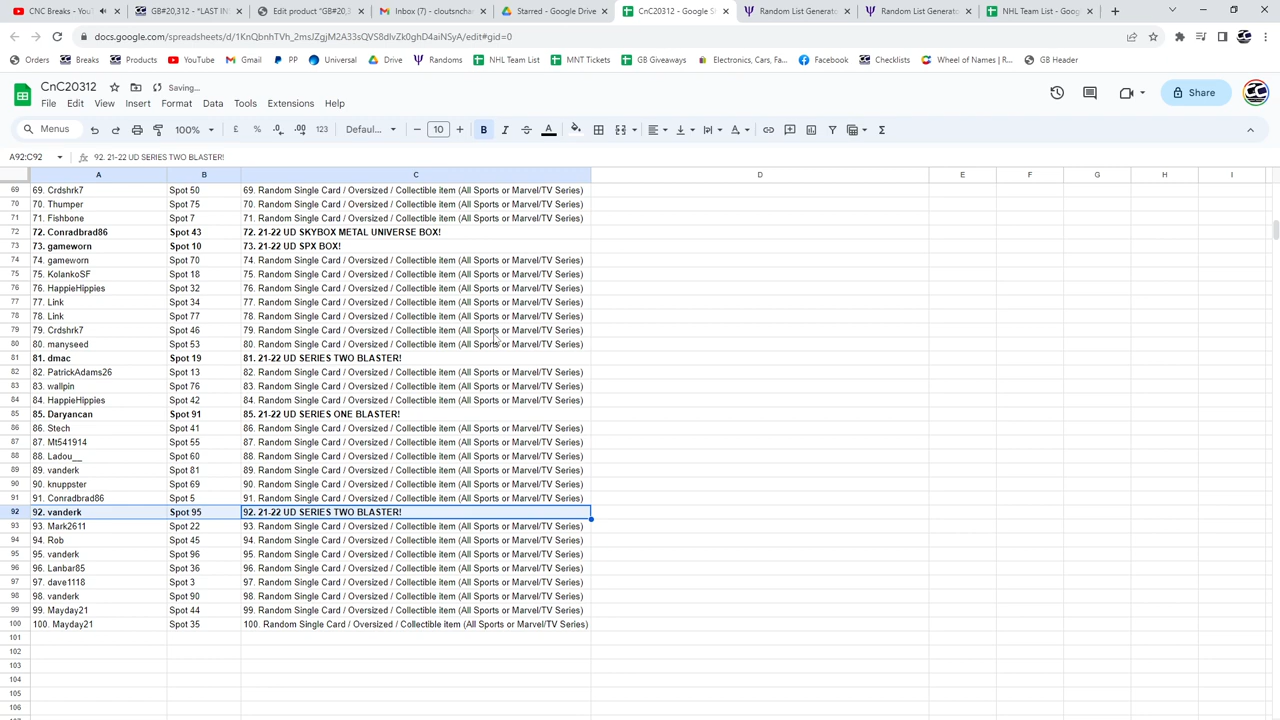 CNC Breaks - YouT
GB#20,312 - *LAST IN
Edit product "GB#20,3
Inbox (7) - cloutsnchar
Starred - Google Drive
CnC20312 - Google S
Random List Generato
Random List Generato
NHL Team List - Goog
docs.google.com/spreadsheets/d/
Orders
Breaks
Products
YouTube
Gmail
PP
Universal
Drive
Randoms
NHL Team List
MNT Tickets
GB Giveaways
Electronics, Cars, Fa...
Facebook
Checklists
Wheel of Names | R...
GB Header
CnC20312
Saving...
File Edit View Insert Format Data Tools Extensions Help
Share
Menus
100%
£ % .0 .00 123
Defaul...
10
B I A
A92:C92
fx 92. 21-22 UD SERIES TWO BLASTER!
A B C D E F G H I
69 69. Crdshrk7 Spot 50 69. Random Single Card / Oversized / Collectible item (All Sports or Marvel/TV Series)
70 70. Thumper Spot 75 70. Random Single Card / Oversized / Collectible item (All Sports or Marvel/TV Series)
71 71. Fishbone Spot 7 71. Random Single Card / Oversized / Collectible item (All Sports or Marvel/TV Series)
72 72. Conradbrad86 Spot 43 72. 21-22 UD SKYBOX METAL UNIVERSE BOX!
73 73. gameworn Spot 10 73. 21-22 UD SPX BOX!
74 74. gameworn Spot 70 74. Random Single Card / Oversized / Collectible item (All Sports or Marvel/TV Series)
75 75. KolankoSF Spot 18 75. Random Single Card / Oversized / Collectible item (All Sports or Marvel/TV Series)
76 76. HappieHippies Spot 32 76. Random Single Card / Oversized / Collectible item (All Sports or Marvel/TV Series)
77 77. Link Spot 34 77. Random Single Card / Oversized / Collectible item (All Sports or Marvel/TV Series)
78 78. Link Spot 77 78. Random Single Card / Oversized / Collectible item (All Sports or Marvel/TV Series)
79 79. Crdshrk7 Spot 46 79. Random Single Card / Oversized / Collectible item (All Sports or Marvel/TV Series)
80 80. manyseed Spot 53 80. Random Single Card / Oversized / Collectible item (All Sports or Marvel/TV Series)
81 81. dmac Spot 19 81. 21-22 UD SERIES TWO BLASTER!
82 82. PatrickAdams26 Spot 13 82. Random Single Card / Oversized / Collectible item (All Sports or Marvel/TV Series)
83 83. wallpin Spot 76 83. Random Single Card / Oversized / Collectible item (All Sports or Marvel/TV Series)
84 84. HappieHippies Spot 42 84. Random Single Card / Oversized / Collectible item (All Sports or Marvel/TV Series)
85 85. Daryancan Spot 91 85. 21-22 UD SERIES ONE BLASTER!
86 86. Stech Spot 41 86. Random Single Card / Oversized / Collectible item (All Sports or Marvel/TV Series)
87 87. Mt541914 Spot 55 87. Random Single Card / Oversized / Collectible item (All Sports or Marvel/TV Series)
88 88. Ladou__ Spot 60 88. Random Single Card / Oversized / Collectible item (All Sports or Marvel/TV Series)
89 89. vanderk Spot 81 89. Random Single Card / Oversized / Collectible item (All Sports or Marvel/TV Series)
90 90. knuppster Spot 69 90. Random Single Card / Oversized / Collectible item (All Sports or Marvel/TV Series)
91 91. Conradbrad86 Spot 5 91. Random Single Card / Oversized / Collectible item (All Sports or Marvel/TV Series)
92 92. vanderk Spot 95 92. 21-22 UD SERIES TWO BLASTER!
93 93. Mark2611 Spot 22 93. Random Single Card / Oversized / Collectible item (All Sports or Marvel/TV Series)
94 94. Rob Spot 45 94. Random Single Card / Oversized / Collectible item (All Sports or Marvel/TV Series)
95 95. vanderk Spot 96 95. Random Single Card / Oversized / Collectible item (All Sports or Marvel/TV Series)
96 96. Lanbar85 Spot 36 96. Random Single Card / Oversized / Collectible item (All Sports or Marvel/TV Series)
97 97. dave1118 Spot 3 97. Random Single Card / Oversized / Collectible item (All Sports or Marvel/TV Series)
98 98. vanderk Spot 90 98. Random Single Card / Oversized / Collectible item (All Sports or Marvel/TV Series)
99 99. Mayday21 Spot 44 99. Random Single Card / Oversized / Collectible item (All Sports or Marvel/TV Series)
100 100. Mayday21 Spot 35 100. Random Single Card / Oversized / Collectible item (All Sports or Marvel/TV Series)
101
102
103
104
105
106